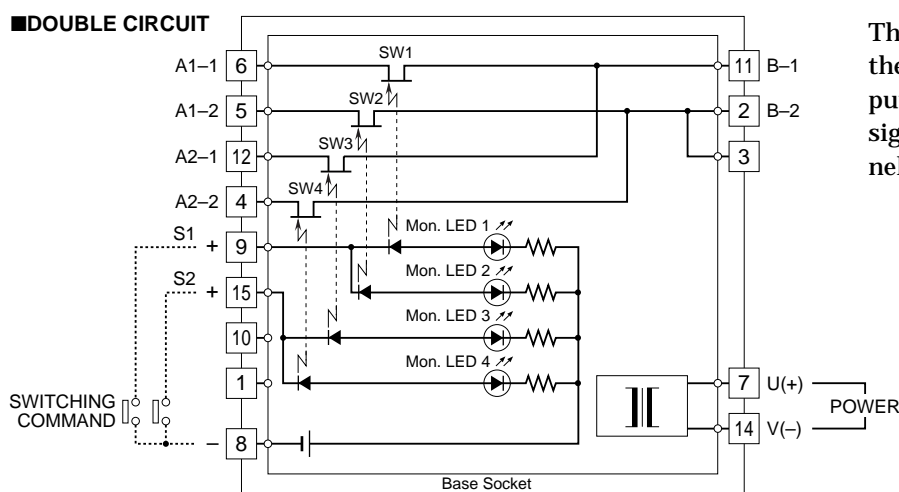 ■DOUBLE CIRCUIT
SW1
A1–1 6 11 B–1
SW2
A1–2 5 2 B–2
SW3
A2–1 12 3
SW4
A2–2 4
Mon. LED 1
S1 + 9
Mon. LED 2
S2 + 15
Mon. LED 3
10
Mon. LED 4
1 7 U(+)
SWITCHING
COMMAND
POWER
– 8 14 V(–)
Base Socket
Th
the
pu
sig
nel